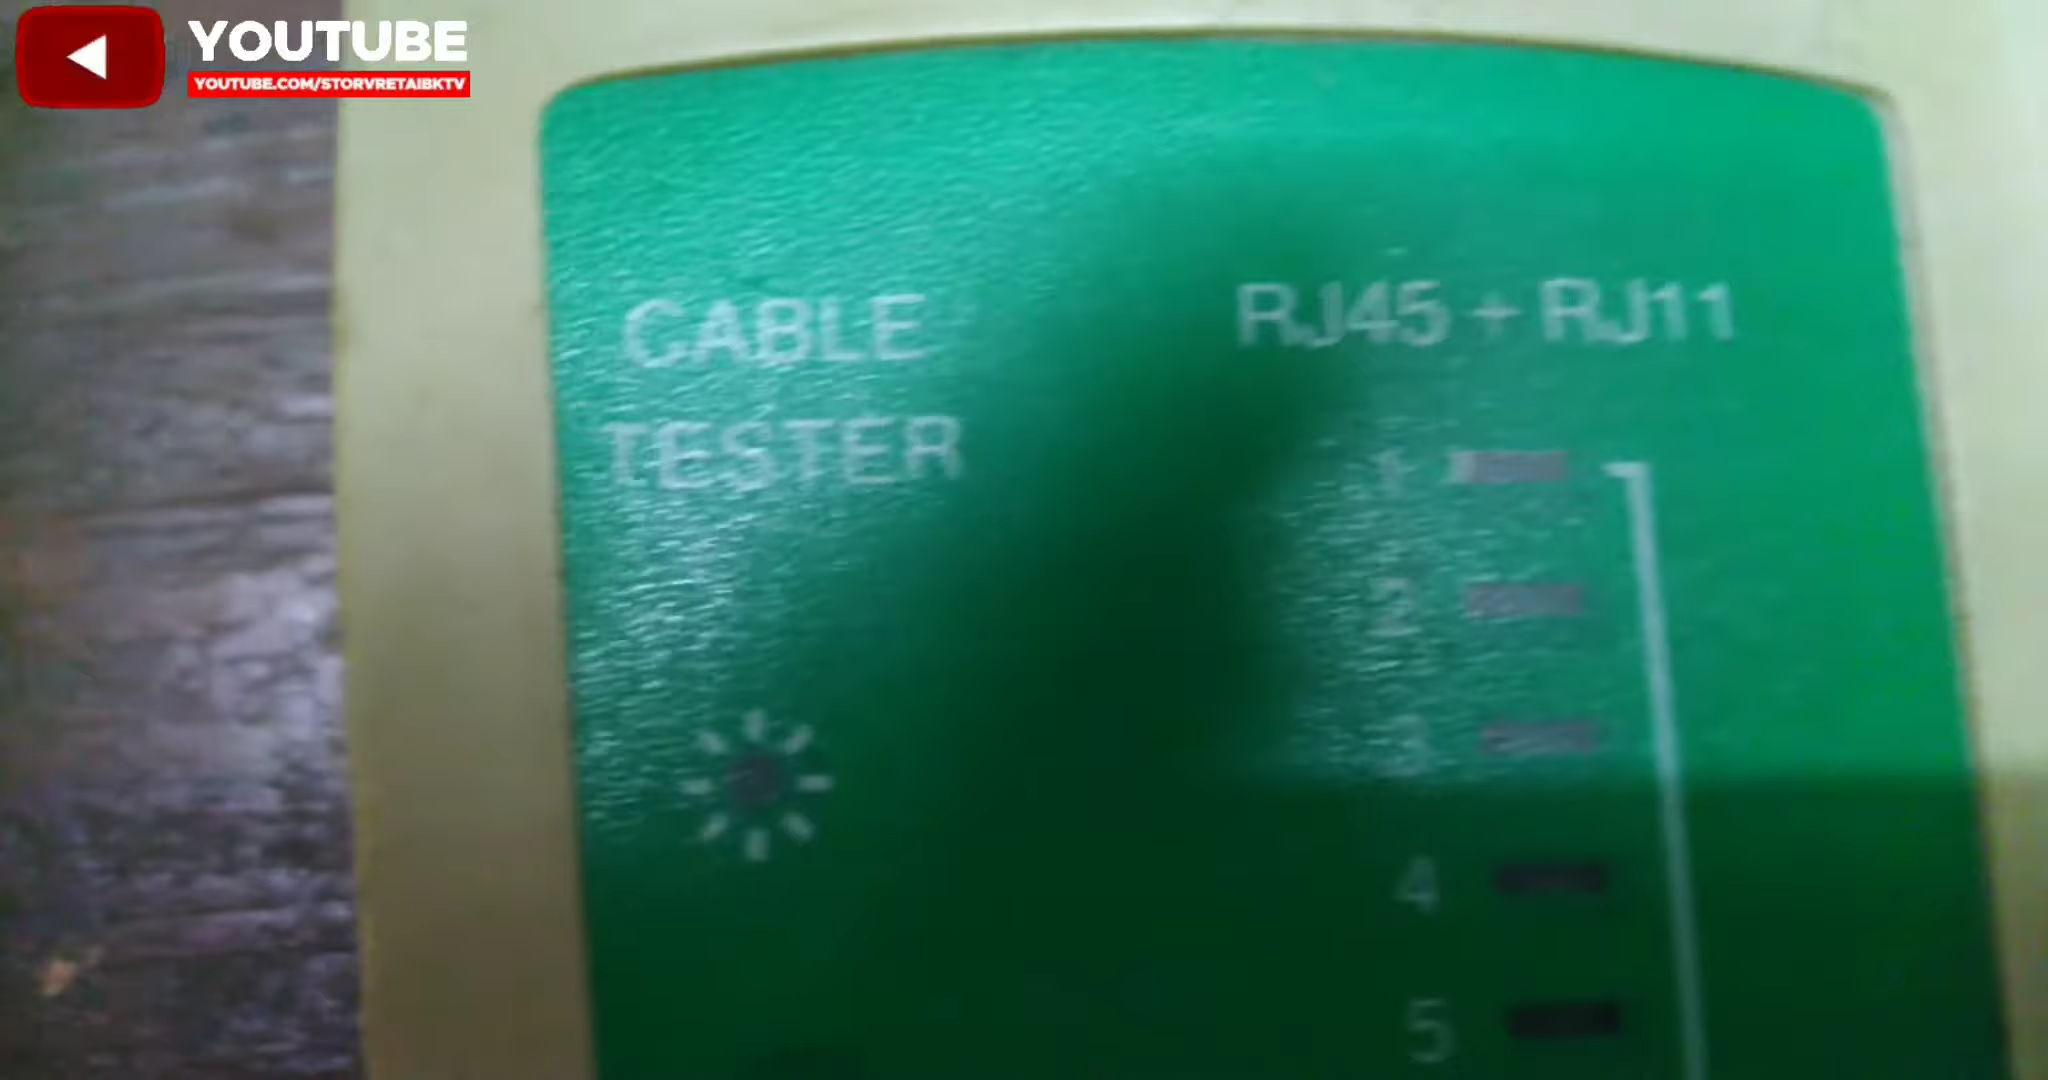 YOUTUBE
YOUTUBE.COM/STORVRETAIBKTV
CABLE
TESTER
RJ45 + RJ11
1
2
3
4
5